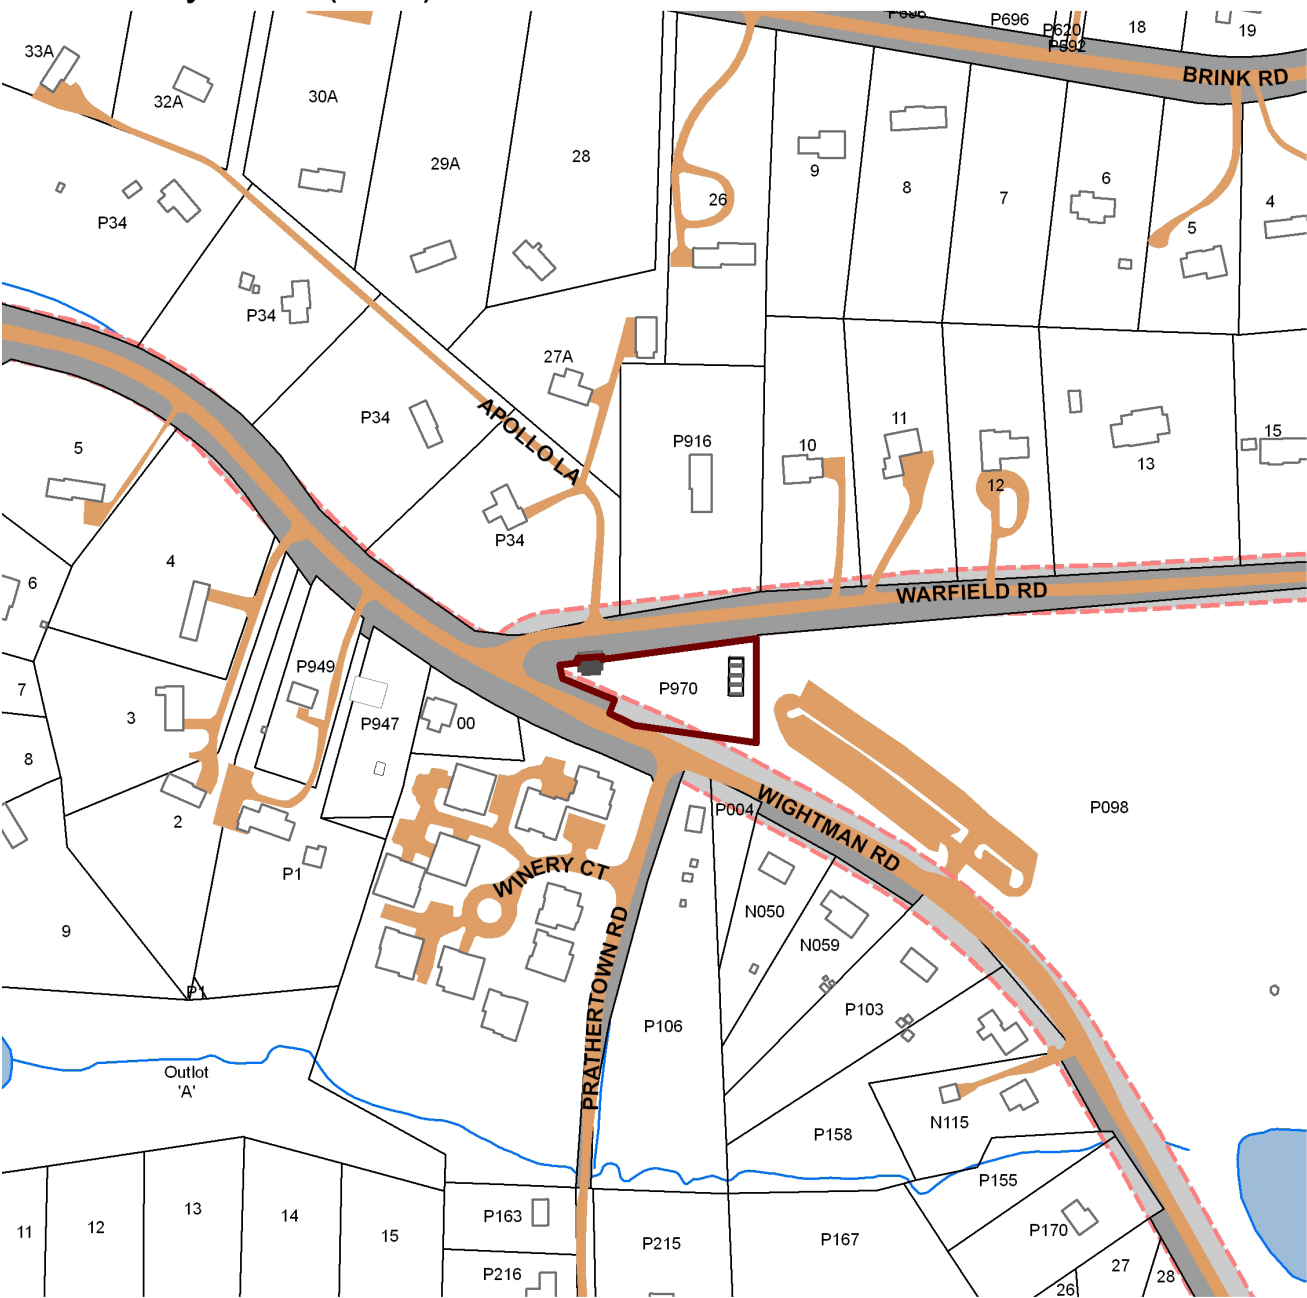 P696
P620
P592
18
19
BRINK RD
33A
32A
30A
29A
28
26
9
8
7
6
5
4
P34
P34
27A
P34
APOLLO LA
P34
P916
10
11
12
13
15
5
4
6
7
8
3
WARFIELD RD
P949
P947
00
P970
2
P1
9
P1
WINERY CT
PRATHERTOWN RD
P004
WIGHTMAN RD
P098
N050
N059
P103
P106
P158
N115
P155
P170
Outlot
'A'
11
12
13
14
15
P163
P216
P215
P167
27
28
26